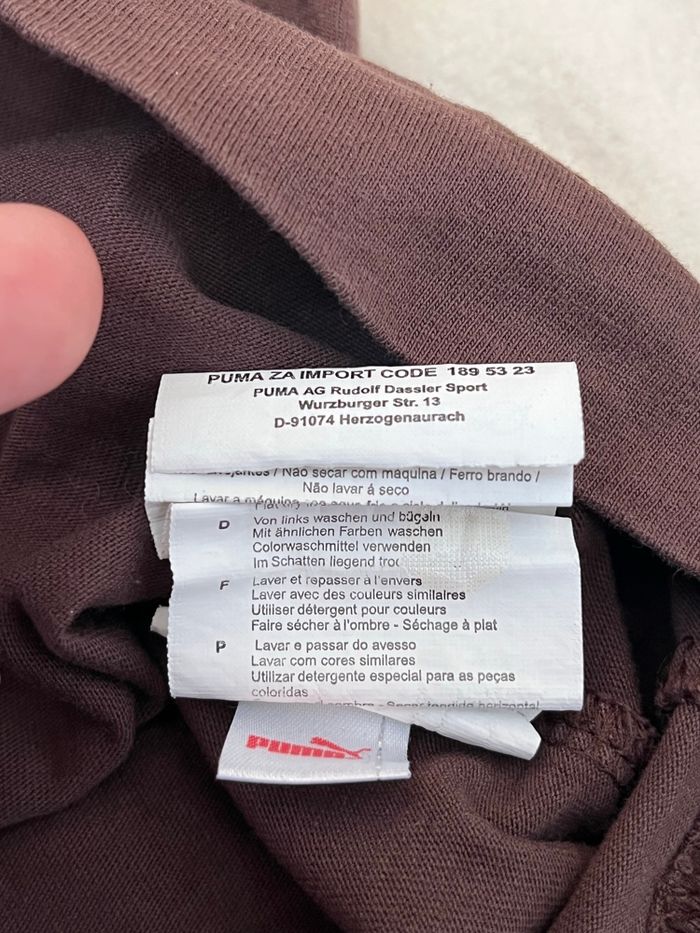 PUMA ZA IMPORT CODE 189 53 23
PUMA AG Rudolf Dassler Sport
Wurzburger Str. 13
D-91074 Herzogenaurach
/ Não secar com máquina / Ferro brando /
Não lavar á seco
Lavar a máquina
D Von links waschen und bügeln
Mit ähnlichen Farben waschen
Colorwaschmittel verwenden
Im Schatten liegend
F Laver et repasser à l'envers
Laver avec des couleurs similaires
Utiliser détergent pour couleurs
Faire sécher à l'ombre - Séchage à plat
P Lavar e passar do avesso
Lavar com cores similares
Utilizar detergente especial para as peças
coloridas
puma